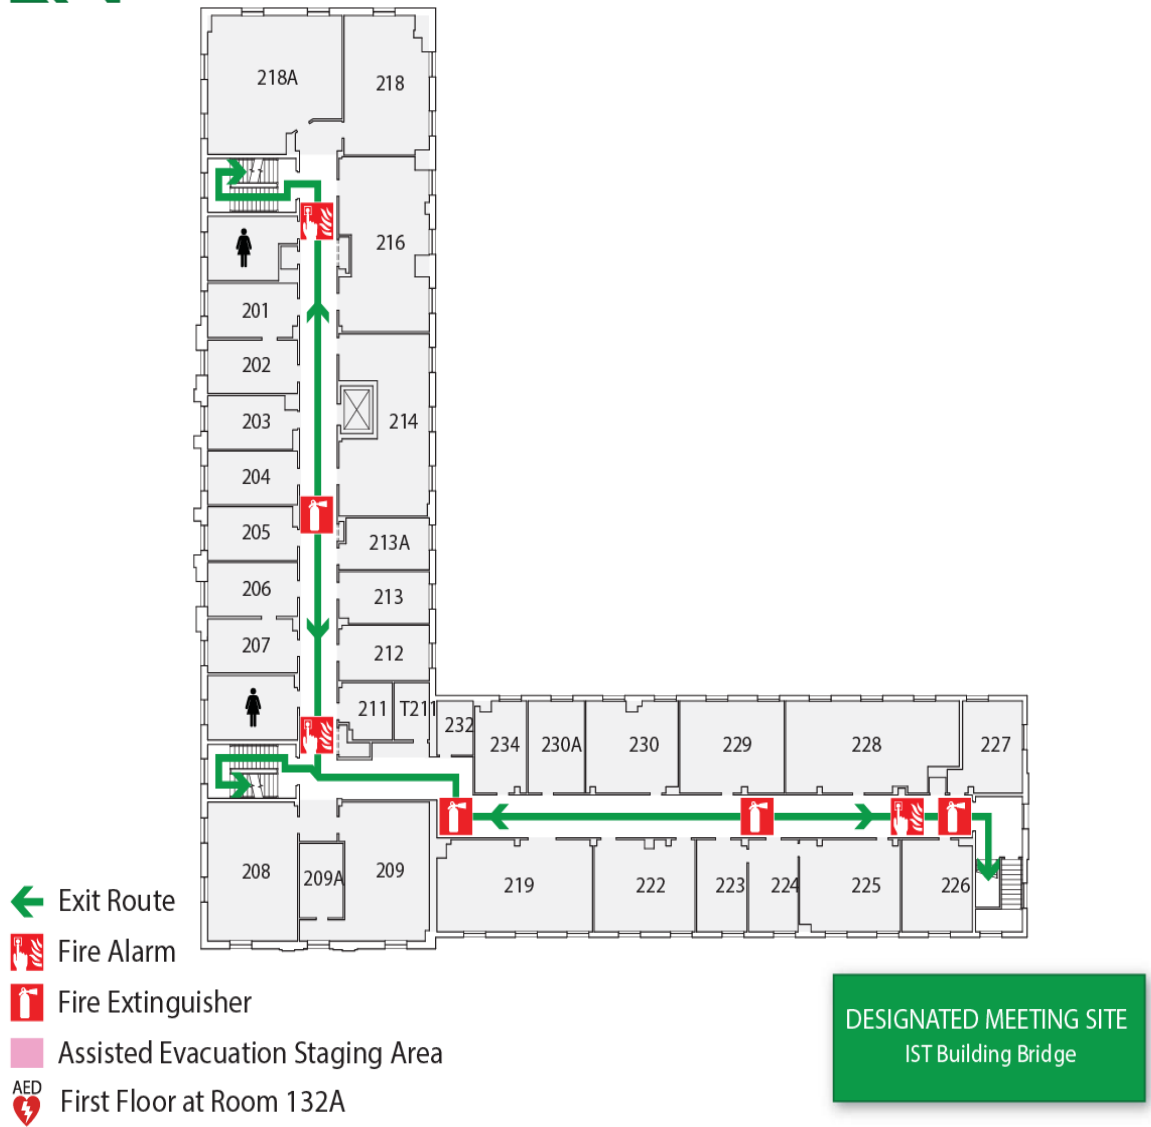 218A
218
216
201
202
214
203
204
205
213A
206
213
207
212
211
T211
232
234
230A
230
229
228
227
208
209A
209
219
222
223
224
225
226
Exit Route
Fire Alarm
Fire Extinguisher
Assisted Evacuation Staging Area
AED
First Floor at Room 132A
DESIGNATED MEETING SITE
IST Building Bridge